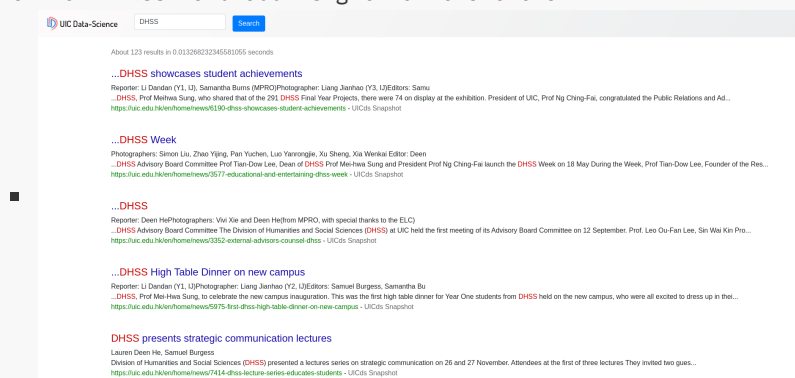 UIC Data-Science DHSS Search
About 123 results in 0.013268232345581055 seconds
...DHSS showcases student achievements
Reporter: Li Dandan (Y1, IJ), Samantha Burns (MPRO)Photographer: Liang Jianhao (Y3, IJ)Editors: Samu
...DHSS, Prof Meihwa Sung, who shared that of the 291 DHSS Final Year Projects, there were 74 on display at the exhibition. President of UIC, Prof Ng Ching-Fai, congratulated the Public Relations and Ad...
https://uic.edu.hk/en/home/news/6190-dhss-showcases-student-achievements - UICds Snapshot
...DHSS Week
Photographers: Simon Liu, Zhao Yijing, Pan Yuchen, Luo Yanrongjie, Xu Sheng, Xia Wenkai Editor: Deen
...DHSS Advisory Board Committee Prof Tian-Dow Lee, Dean of DHSS Prof Mei-hwa Sung and President Prof Ng Ching-Fai launch the DHSS Week on 18 May During the Week, Prof Tian-Dow Lee, Founder of the Res...
https://uic.edu.hk/en/home/news/3577-educational-and-entertaining-dhss-week - UICds Snapshot
...DHSS
Reporter: Deen HePhotographers: Vivi Xie and Deen He(from MPRO, with special thanks to the ELC)
...DHSS Advisory Board Committee The Division of Humanities and Social Sciences (DHSS) at UIC held the first meeting of its Advisory Board Committee on 12 September. Prof. Leo Ou-Fan Lee, Sin Wai Kin Pro...
https://uic.edu.hk/en/home/news/3352-external-advisors-counsel-dhss - UICds Snapshot
...DHSS High Table Dinner on new campus
Reporter: Li Dandan (Y1, IJ)Photographer: Liang Jianhao (Y2, IJ)Editors: Samuel Burgess, Samantha Bu
...DHSS, Prof Mei-Hwa Sung, to celebrate the new campus inauguration. This was the first high table dinner for Year One students from DHSS held on the new campus, who were all excited to dress up in thei...
https://uic.edu.hk/en/home/news/5975-first-dhss-high-table-dinner-on-new-campus - UICds Snapshot
DHSS presents strategic communication lectures
Lauren Deen He, Samuel Burgess
Division of Humanities and Social Sciences (DHSS) presented a lectures series on strategic communication on 26 and 27 November. Attendees at the first of three lectures They invited two gues...
https://uic.edu.hk/en/home/news/7414-dhss-lecture-series-educates-students - UICds Snapshot